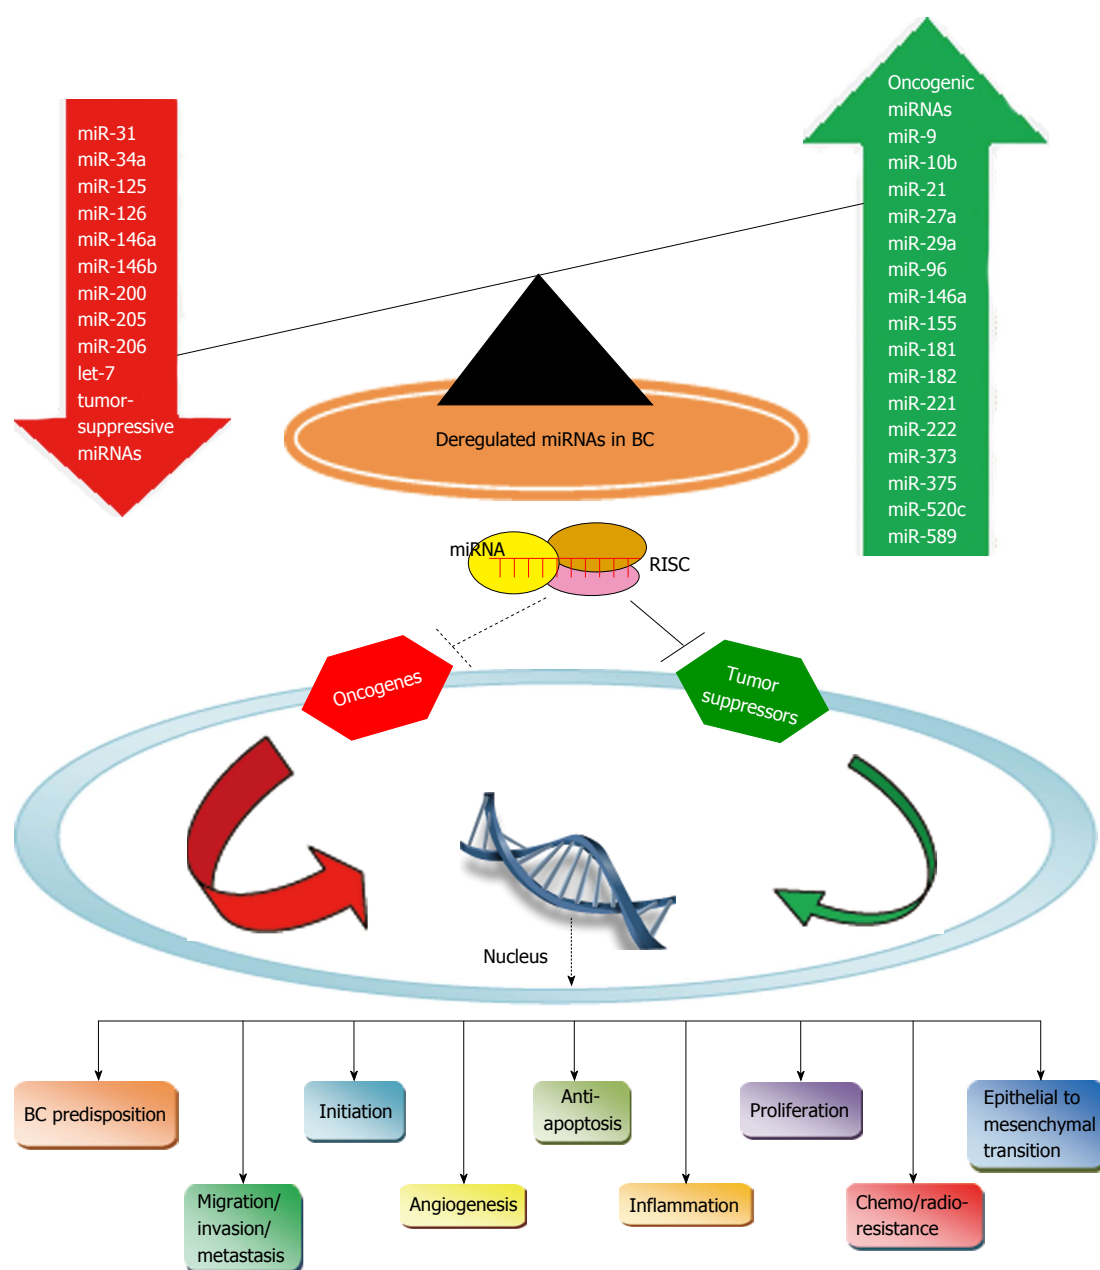 miR-31
miR-34a
miR-125
miR-126
miR-146a
miR-146b
miR-200
miR-205
miR-206
let-7
tumor-
suppressive
miRNAs
Oncogenic
miRNAs
miR-9
miR-10b
miR-21
miR-27a
miR-29a
miR-96
miR-146a
miR-155
miR-181
miR-182
miR-221
miR-222
miR-373
miR-375
miR-520c
miR-589
Deregulated miRNAs in BC
miRNA
RISC
Oncogenes
Tumor
suppressors
Nucleus
BC predisposition
Migration/
invasion/
metastasis
Initiation
Angiogenesis
Anti-
apoptosis
Inflammation
Proliferation
Chemo/radio-
resistance
Epithelial to
mesenchymal
transition